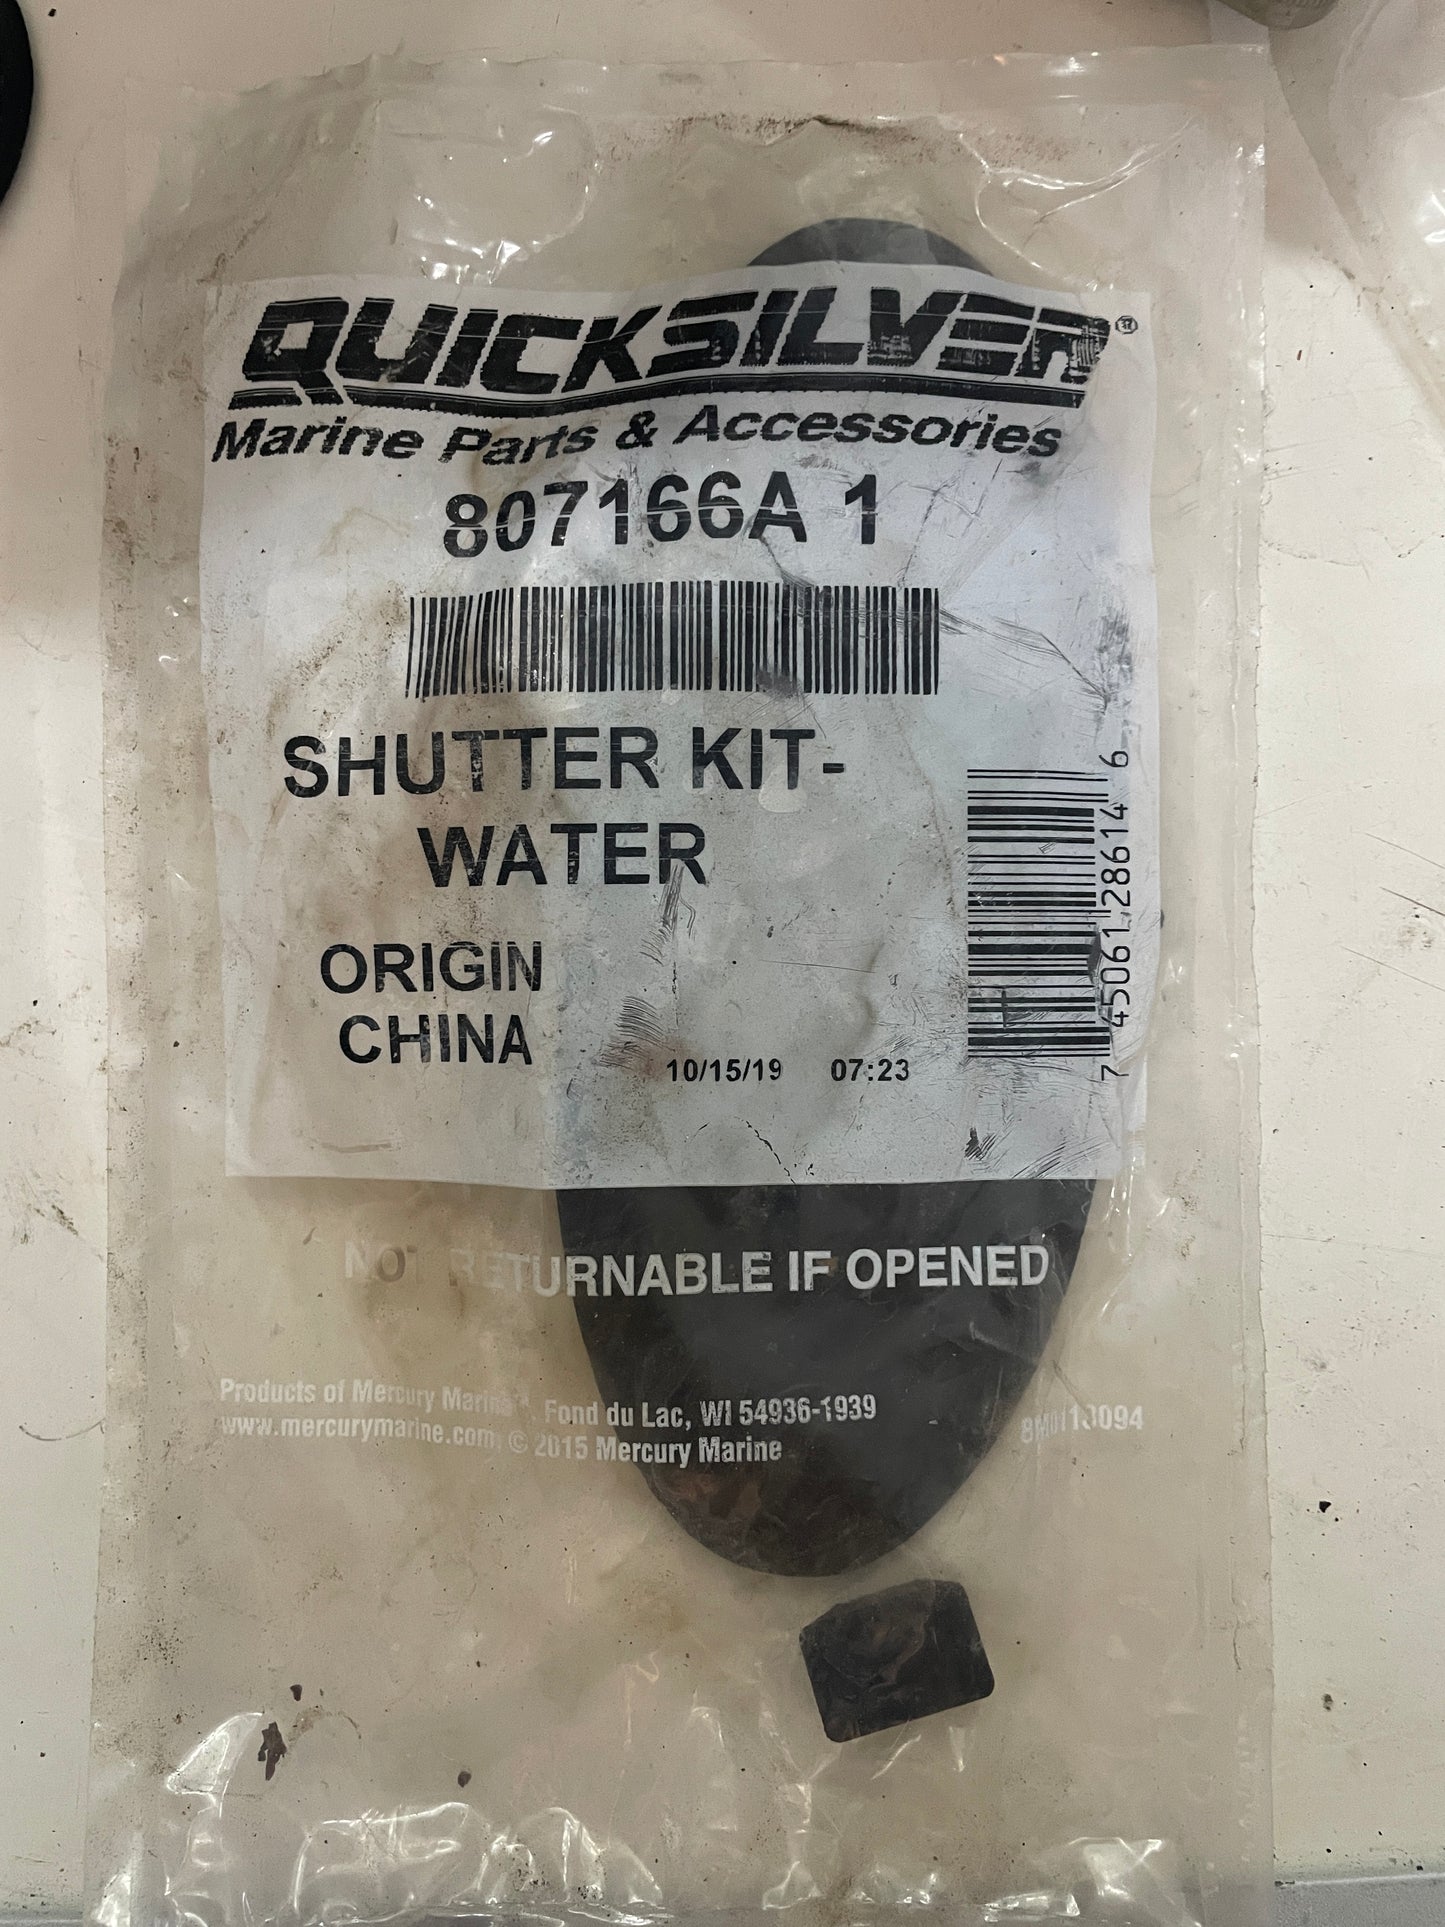 QUICKSILVER®
Marine Parts & Accessories
807166A 1
SHUTTER KIT-
WATER
ORIGIN
CHINA
10/15/19 07:23
7 45061 28614 6
NOT RETURNABLE IF OPENED
Products of Mercury Marine, Fond du Lac, WI 54936-1939
www.mercurymarine.com, © 2015 Mercury Marine
8M0113094